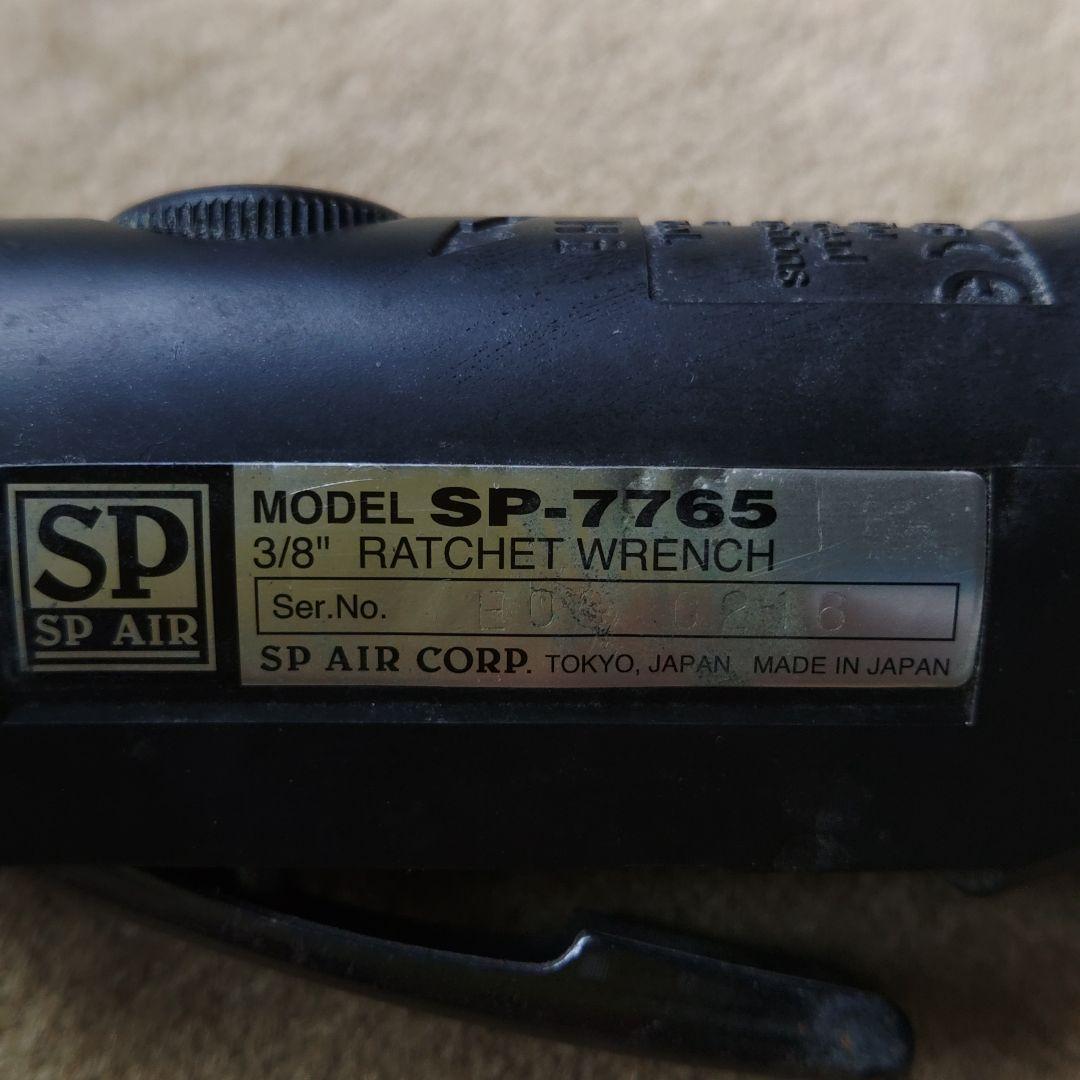 SP
SP AIR
MODEL SP-7765
3/8" RATCHET WRENCH
Ser.No.
SP AIR CORP. TOKYO, JAPAN MADE IN JAPAN